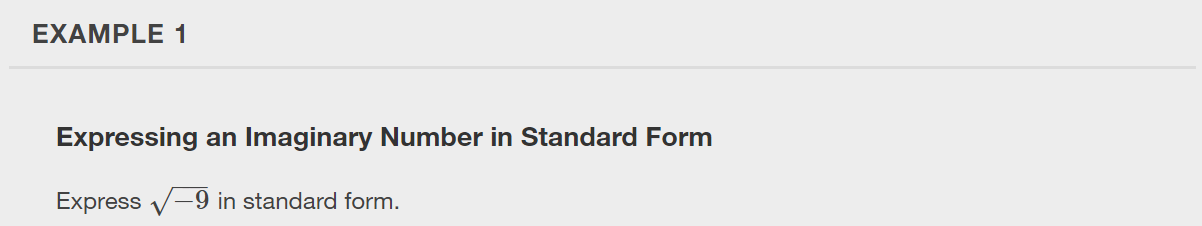 EXAMPLE 1
Expressing an Imaginary Number in Standard Form
Express √−9 in standard form.